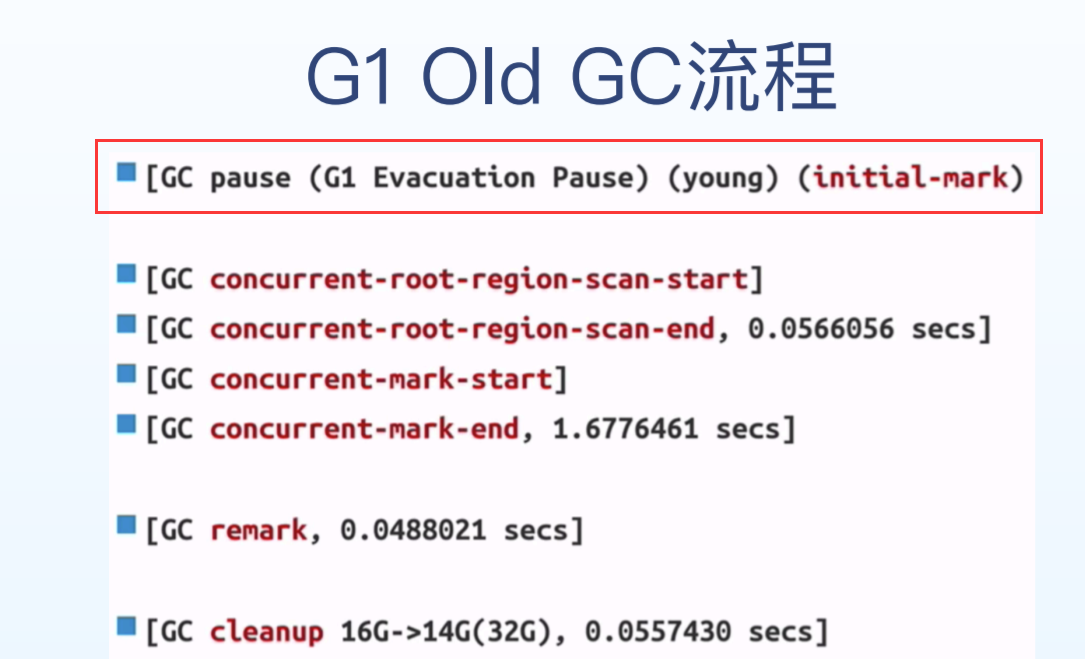 G1 Old GC流程
[GC pause (G1 Evacuation Pause) (young) (initial-mark)
[GC concurrent-root-region-scan-start]
[GC concurrent-root-region-scan-end, 0.0566056 secs]
[GC concurrent-mark-start]
[GC concurrent-mark-end, 1.6776461 secs]
[GC remark, 0.0488021 secs]
[GC cleanup 16G->14G(32G), 0.0557430 secs]